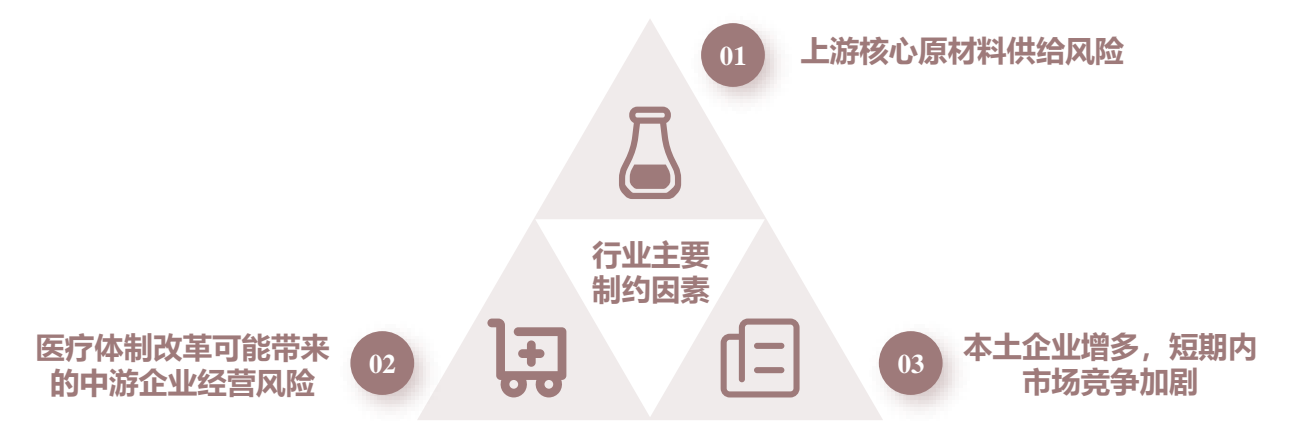 01
上游核心原材料供给风险
行业主要
制约因素
医疗体制改革可能带来
的中游企业经营风险
02
03
本土企业增多，短期内
市场竞争加剧